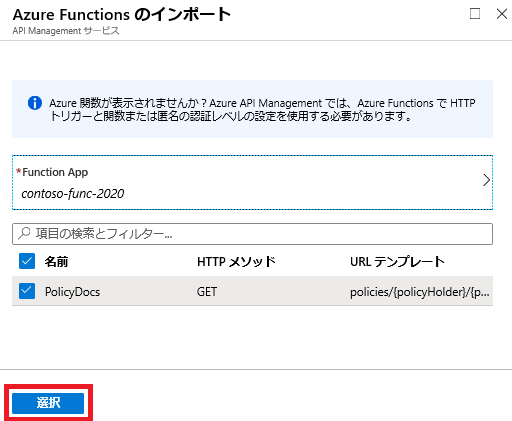 Azure Functions のインポート
API Management サービス
Azure 関数が表示されませんか？Azure API Management では、Azure Functions で HTTP
トリガーと関数または匿名の認証レベルの設定を使用する必要があります。
*Function App
contoso-func-2020
項目の検索とフィルター...
名前 HTTP メソッド URL テンプレート
PolicyDocs GET policies/{policyHolder}/{p...
選択